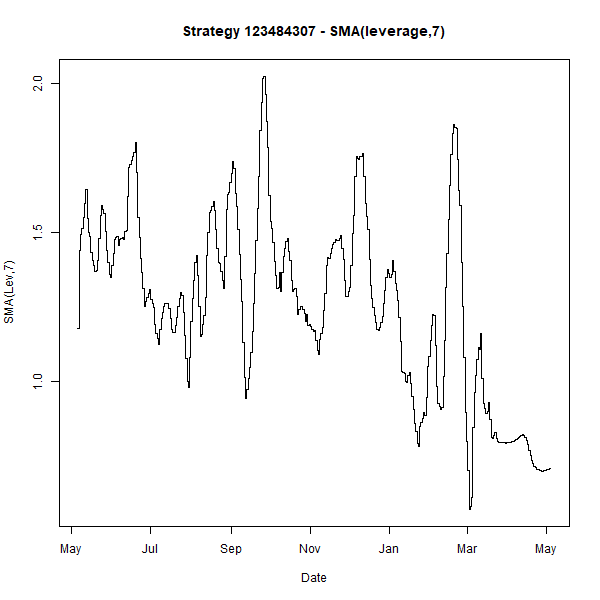 Strategy 123484307 - SMA(leverage,7)
2.0
1.5
1.0
SMA(Lev,7)
May Jul Sep Nov Jan Mar May
Date